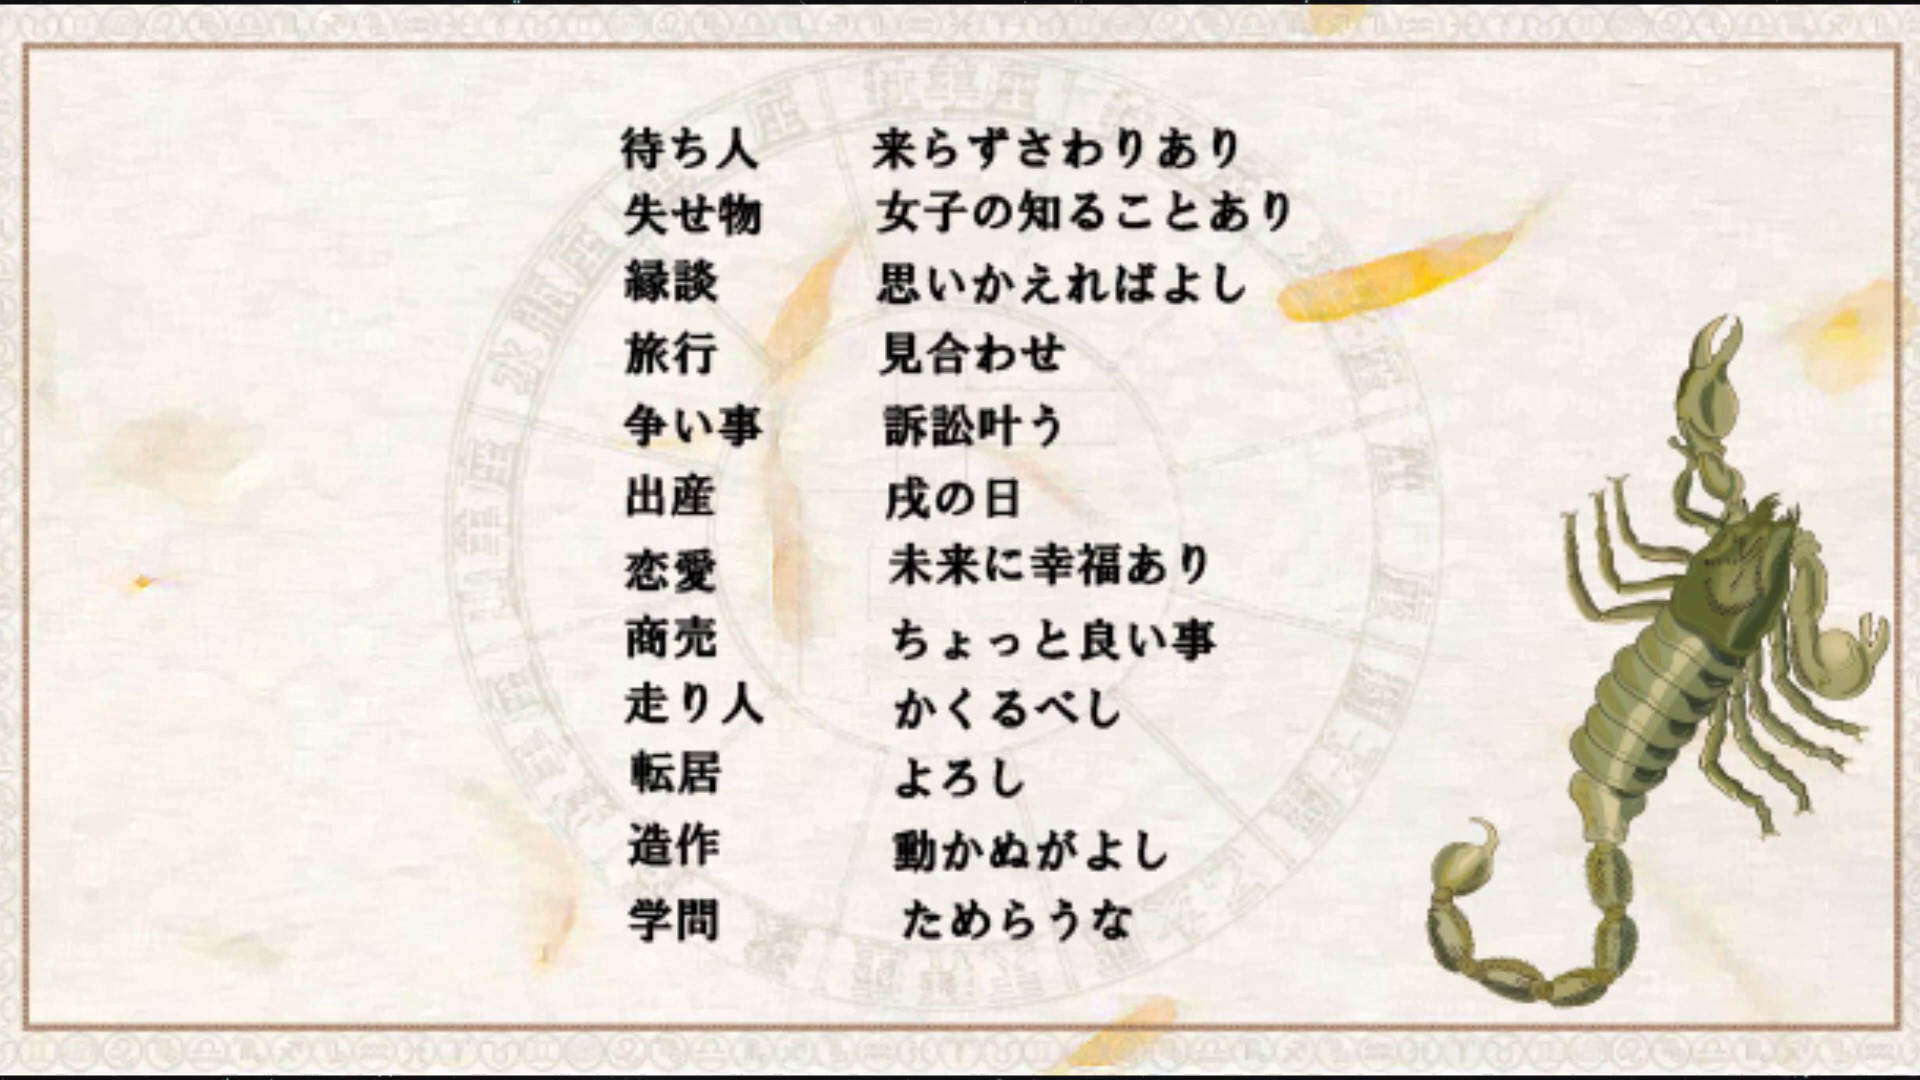 待ち人 来らずさわりあり
失せ物 女子の知ることあり
縁談 思いかえればよし
旅行 見合わせ
争い事 訴訟叶う
出産 戌の日
恋愛 未来に幸福あり
商売 ちょっと良い事
走り人 かくるべし
転居 よろし
造作 動かぬがよし
学問 ためらうな